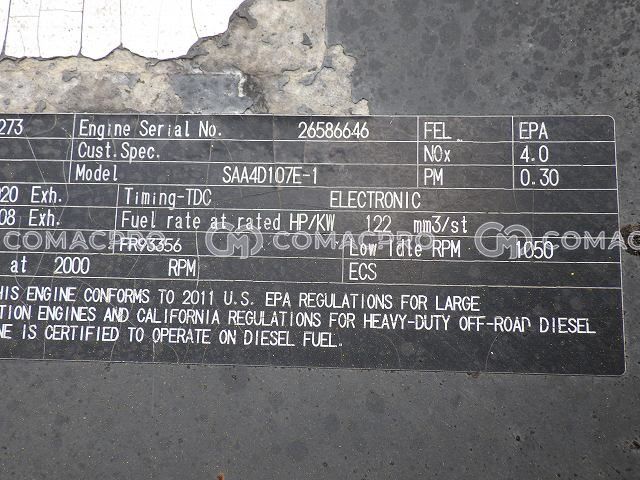 273 Engine Serial No. 26586646 FEL EPA
Cust.Spec. NOx 4.0
Model SAA4D107E-1 PM 0.30
020 Exh. Timing-TDC ELECTRONIC
08 Exh. Fuel rate at rated HP/KW 122 mm3/st
FR93356 Low Idle RPM 1050
COMACPRO COMACPRO COMACPRO
at 2000 RPM ECS
HIS ENGINE CONFORMS TO 2011 U.S. EPA REGULATIONS FOR LARGE
TION ENGINES AND CALIFORNIA REGULATIONS FOR HEAVY-DUTY OFF-ROAD DIESEL
NE IS CERTIFIED TO OPERATE ON DIESEL FUEL.